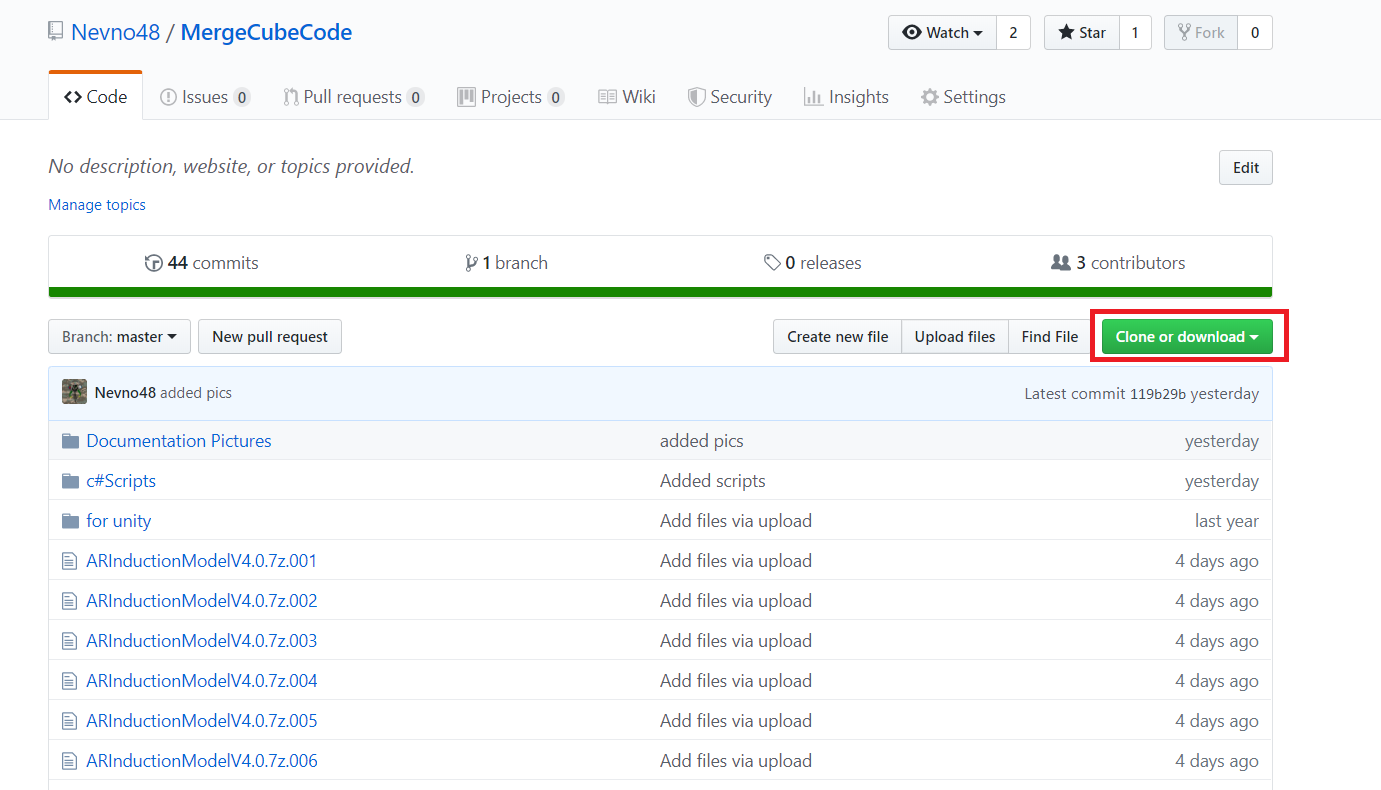 Nevno48 / MergeCubeCode
Watch 2 Star 1 Fork 0
Code Issues 0 Pull requests 0 Projects 0 Wiki Security Insights Settings
No description, website, or topics provided.
Edit
Manage topics
44 commits 1 branch 0 releases 3 contributors
Branch: master New pull request Create new file Upload files Find File Clone or download
Nevno48 added pics Latest commit 119b29b yesterday
Documentation Pictures added pics yesterday
c#Scripts Added scripts yesterday
for unity Add files via upload last year
ARInductionModelV4.0.7z.001 Add files via upload 4 days ago
ARInductionModelV4.0.7z.002 Add files via upload 4 days ago
ARInductionModelV4.0.7z.003 Add files via upload 4 days ago
ARInductionModelV4.0.7z.004 Add files via upload 4 days ago
ARInductionModelV4.0.7z.005 Add files via upload 4 days ago
ARInductionModelV4.0.7z.006 Add files via upload 4 days ago